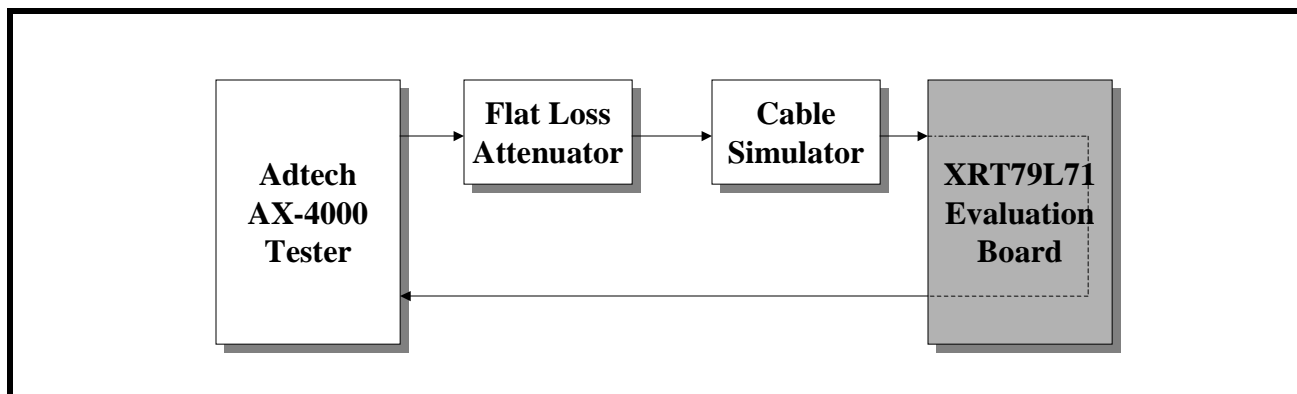 Adtech
AX-4000
Tester
Flat Loss
Attenuator
Cable
Simulator
XRT79L71
Evaluation
Board